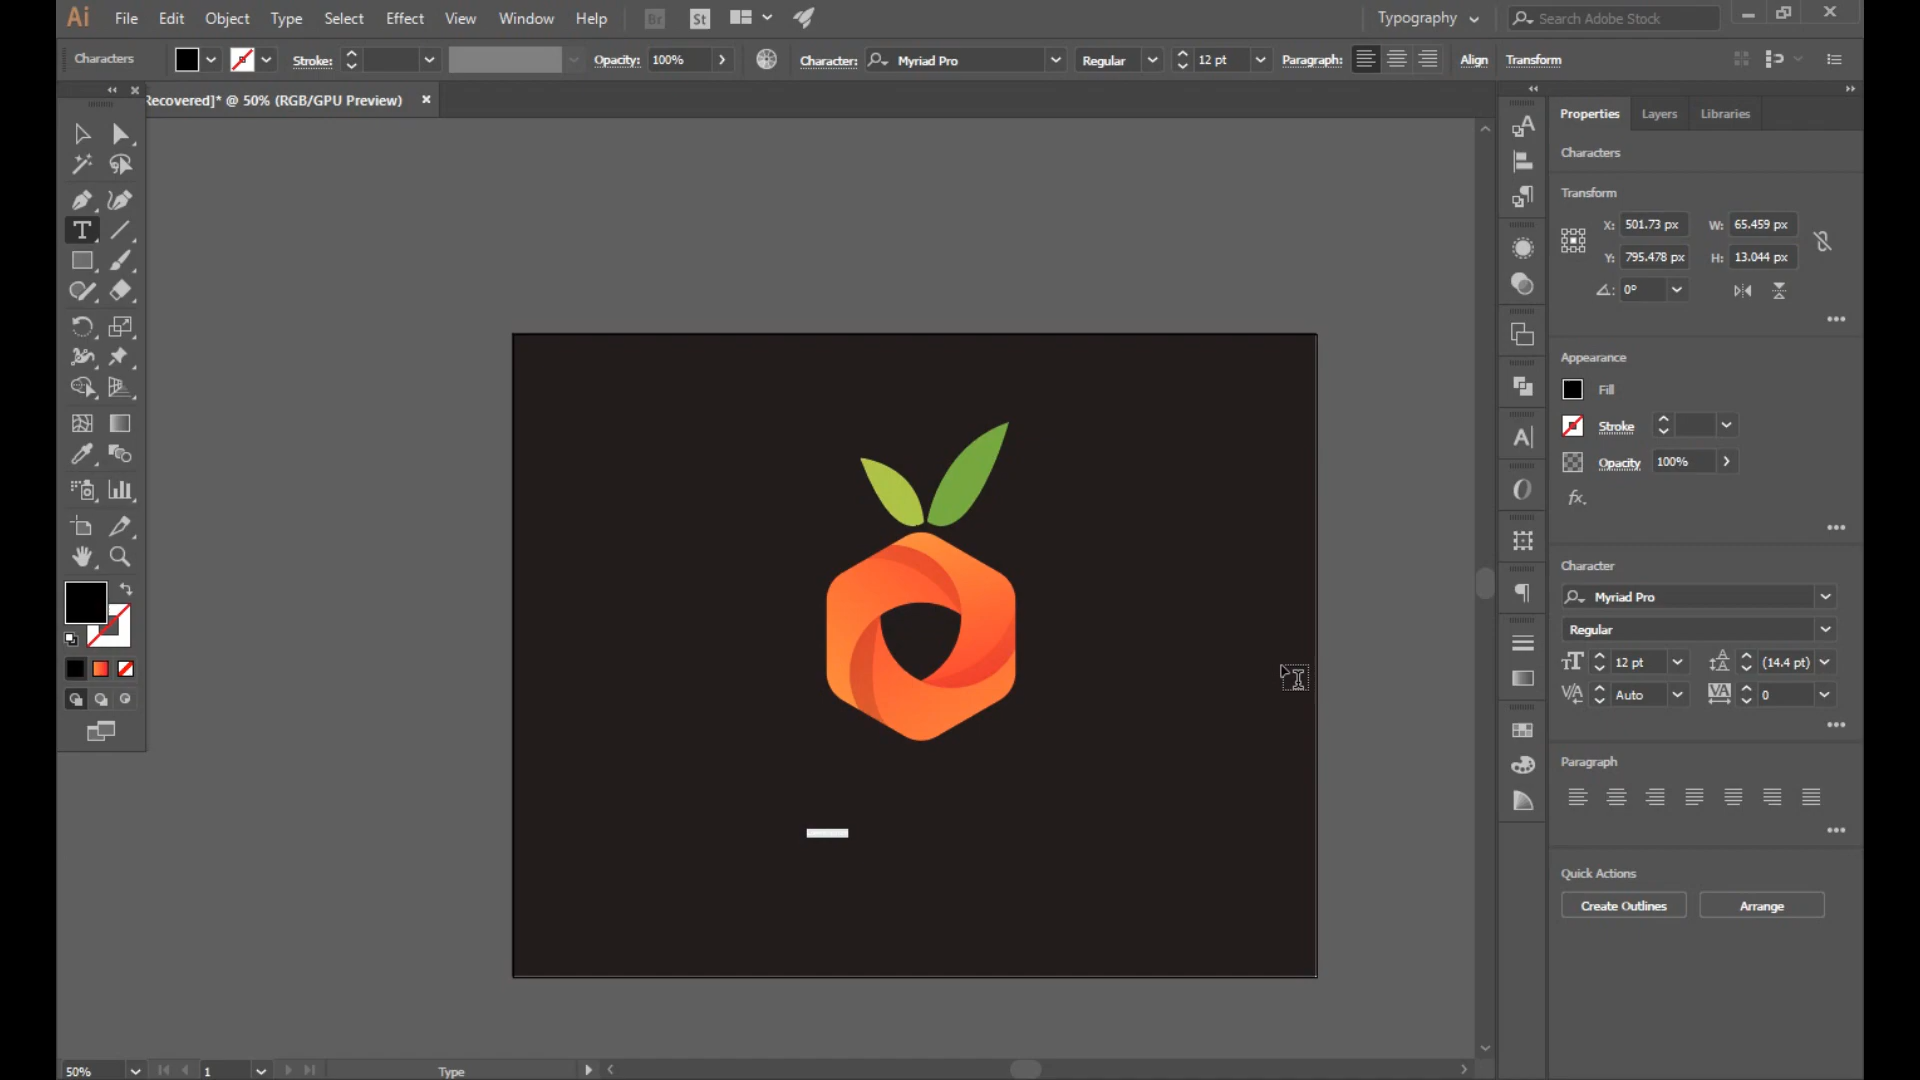 Ai File Edit Object Type Select Effect View Window Help Br St Typography Search Adobe Stock
Characters Stroke: Opacity: 100% Character: Myriad Pro Regular 12 pt Paragraph: Align Transform
Recovered]* @ 50% (RGB/GPU Preview) ×
Properties Layers Libraries
Characters
Transform
X: 501.73 px W: 65.459 px
Y: 795.478 px H: 13.044 px
0°
Appearance
Fill
Stroke
Opacity 100%
fx.
Character
Myriad Pro
Regular
12 pt (14.4 pt)
Auto 0
Paragraph
Quick Actions
Create Outlines Arrange
50% 1 Type